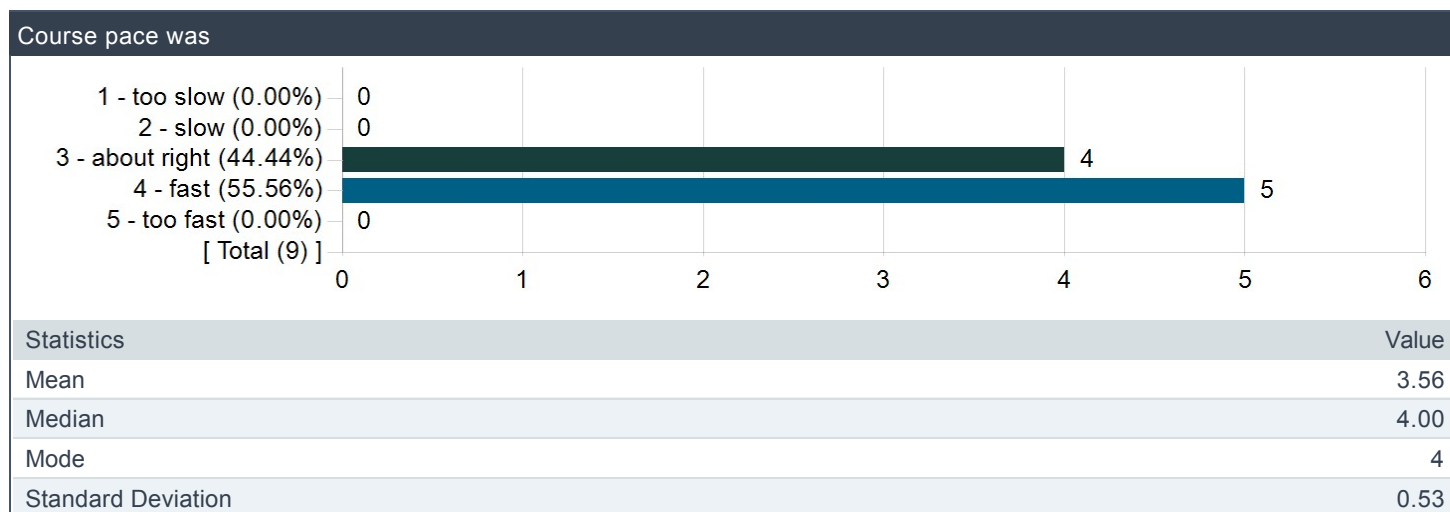 Course pace was
1 - too slow (0.00%) 0
2 - slow (0.00%) 0
3 - about right (44.44%) 4
4 - fast (55.56%) 5
5 - too fast (0.00%) 0
[ Total (9) ]
0 1 2 3 4 5 6
Statistics Value
Mean 3.56
Median 4.00
Mode 4
Standard Deviation 0.53